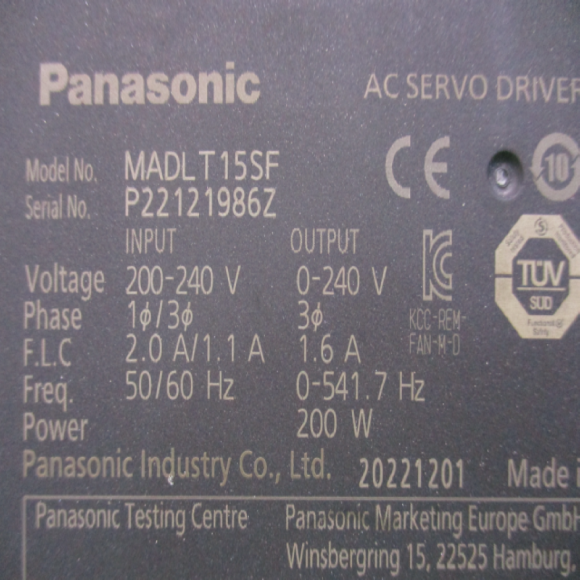 Panasonic AC SERVO DRIVER
Model No. MADLT15SF
Serial No. P22121986Z
CE 10
INPUT OUTPUT
Voltage 200-240 V 0-240 V
Phase 1ϕ/3ϕ 3ϕ
F.L.C 2.0 A/1.1 A 1.6 A
Freq. 50/60 Hz 0-541.7 Hz
Power 200 W
KCC-REM-
FAN-M-D
TÜV
SÜD
Panasonic Industry Co., Ltd. 20221201 Made i
Panasonic Testing Centre Panasonic Marketing Europe GmbH
Winsbergring 15, 22525 Hamburg,